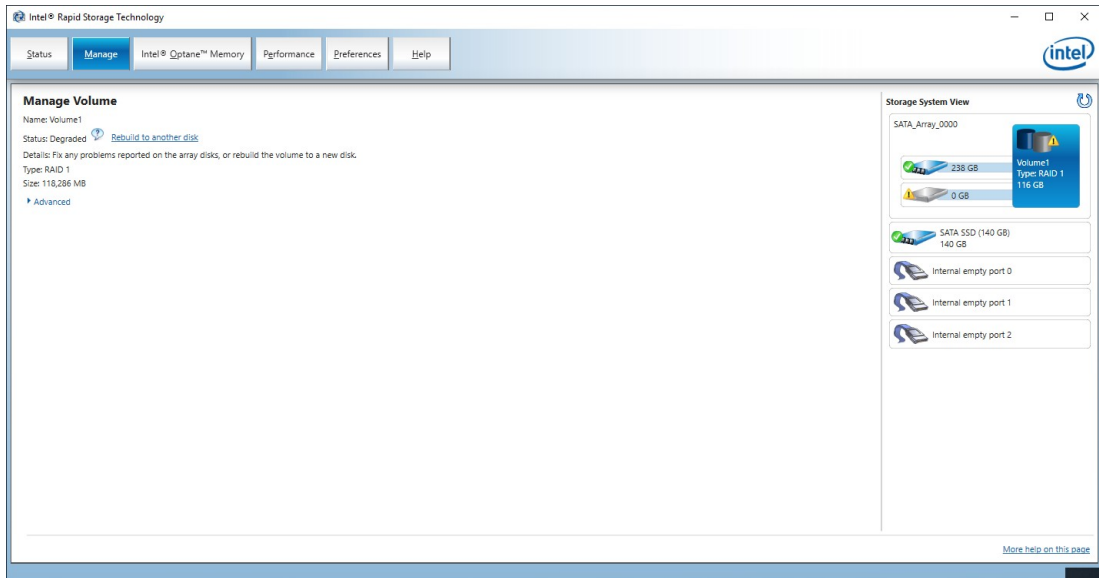 Intel® Rapid Storage Technology
Status Manage Intel® Optane™ Memory Performance Preferences Help
intel
Manage Volume
Name: Volume1
Status: Degraded Rebuild to another disk
Details: Fix any problems reported on the array disks, or rebuild the volume to a new disk.
Type: RAID 1
Size: 118,286 MB
Advanced
Storage System View
SATA_Array_0000
238 GB
0 GB
Volume1
Type: RAID 1
116 GB
SATA SSD (140 GB)
140 GB
Internal empty port 0
Internal empty port 1
Internal empty port 2
More help on this page